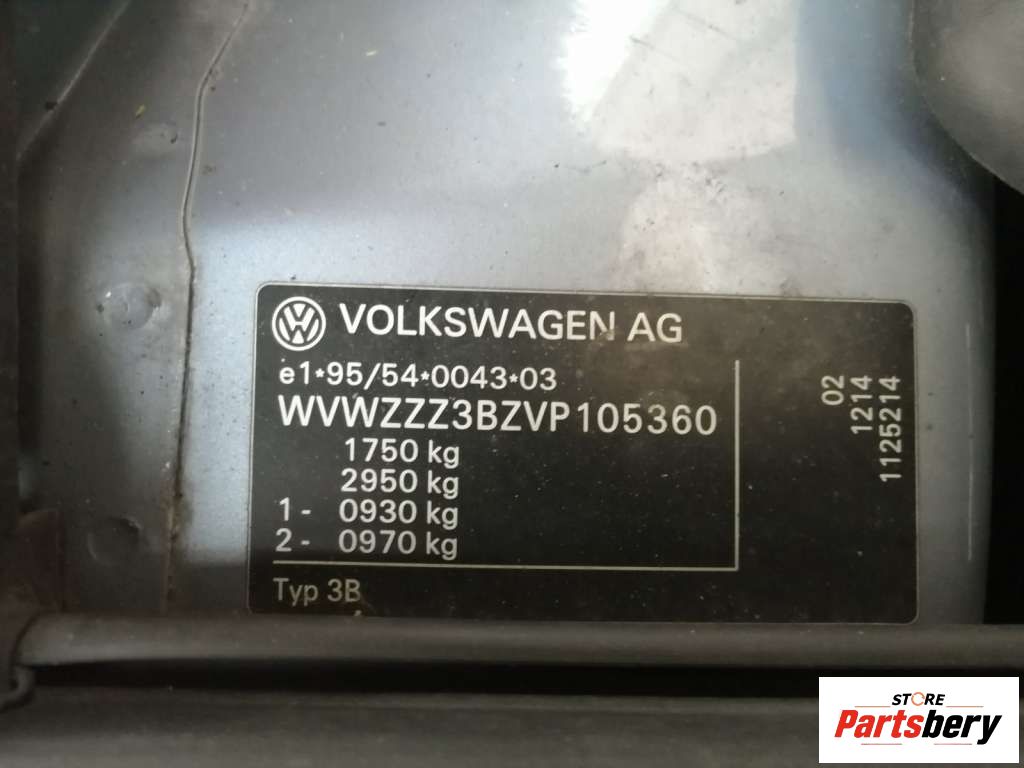 VOLKSWAGEN AG
e1*95/54*0043*03
WVWZZZ3BZVP105360
1750 kg
2950 kg
1- 0930 kg
2- 0970 kg
Typ 3B
02
1214
1125214
STORE
Partsbery